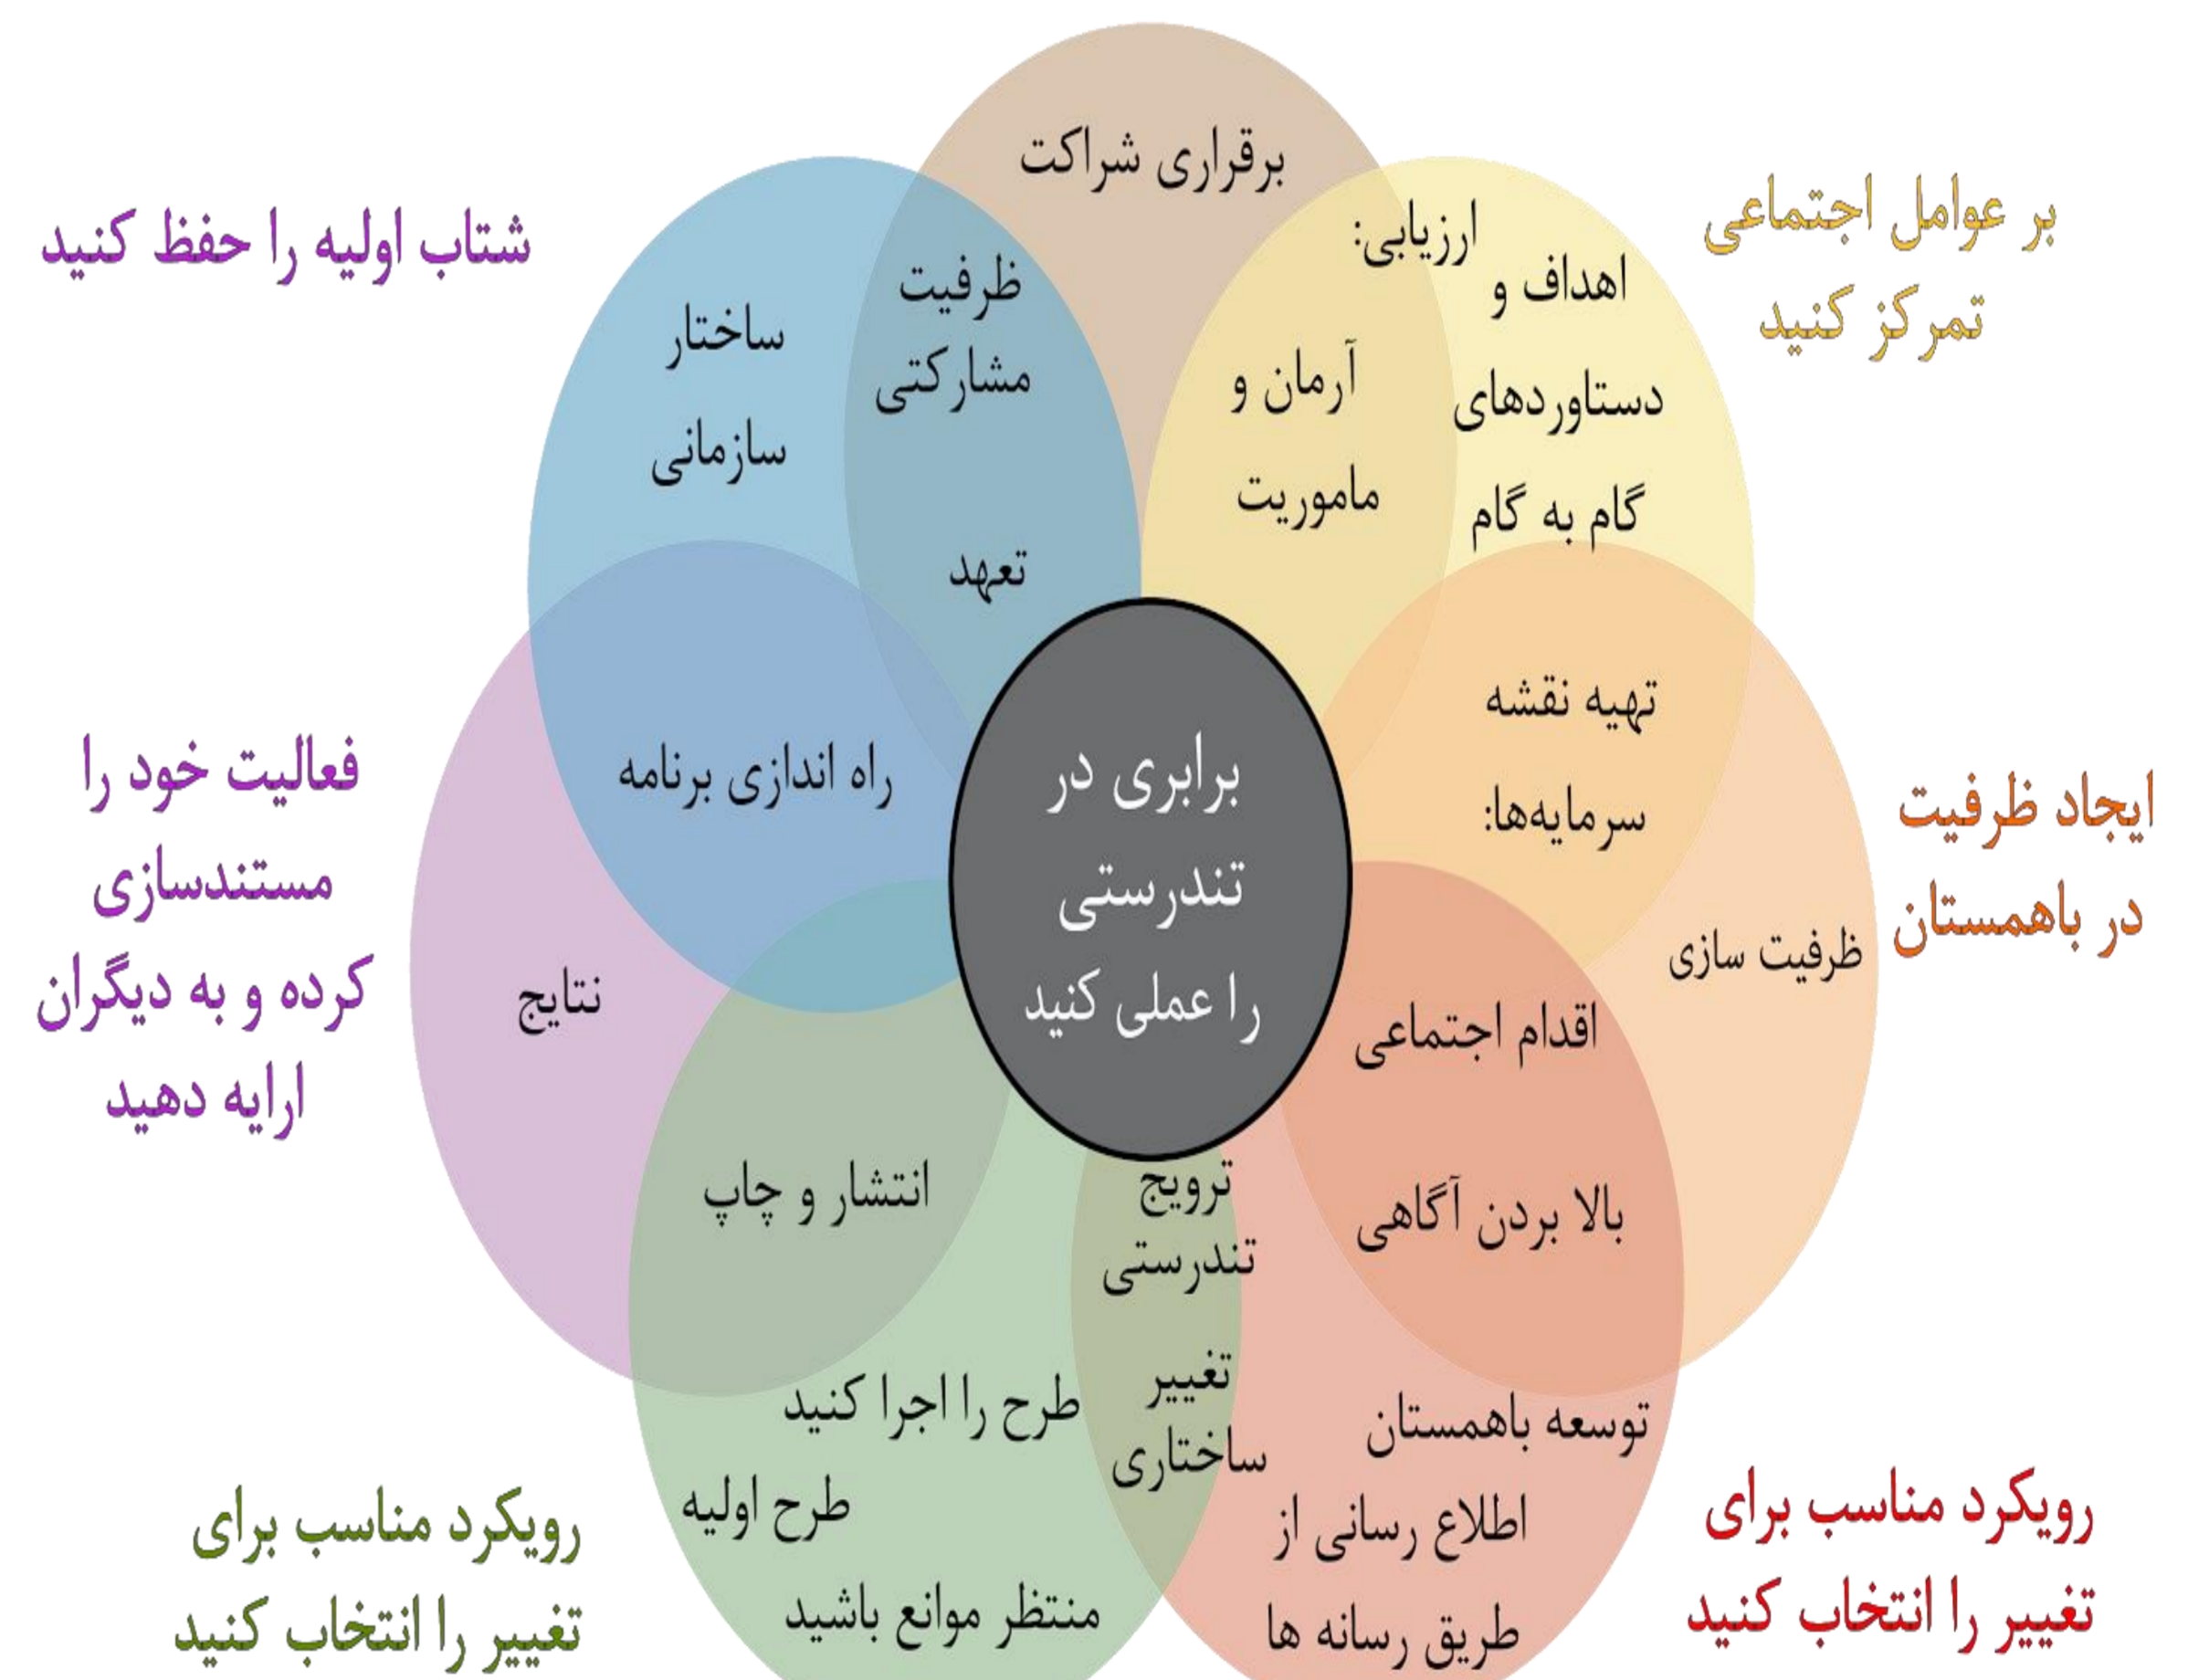 برقراری شراکت
بر عوامل اجتماعی
تمرکز کنید
ارزیابی:
اهداف و
دستاوردهای
گام به گام
آرمان و
ماموریت
ظرفیت
مشارکتی
تعهد
ساختار
سازمانی
شتاب اولیه را حفظ کنید
ایجاد ظرفیت
در باهمستان
تهیه نقشه
سرمایه‌ها:
ظرفیت سازی
برابری در
تندرستی
را عملی کنید
راه اندازی برنامه
فعالیت خود را
مستندسازی
کرده و به دیگران
ارایه دهید
نتایج
اقدام اجتماعی
بالا بردن آگاهی
ترویج
تندرستی
تغییر
ساختاری
انتشار و چاپ
توسعه باهمستان
اطلاع رسانی از
طریق رسانه ها
رویکرد مناسب برای
تغییر را انتخاب کنید
طرح را اجرا کنید
طرح اولیه
منتظر موانع باشید
رویکرد مناسب برای
تغییر را انتخاب کنید